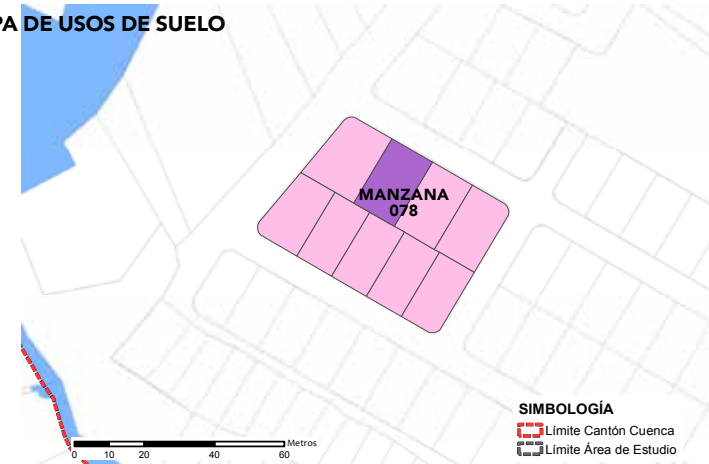 PA DE USOS DE SUELO
MANZANA
078
SIMBOLOGÍA
Límite Cantón Cuenca
Límite Área de Estudio
Metros
0 10 20 40 60